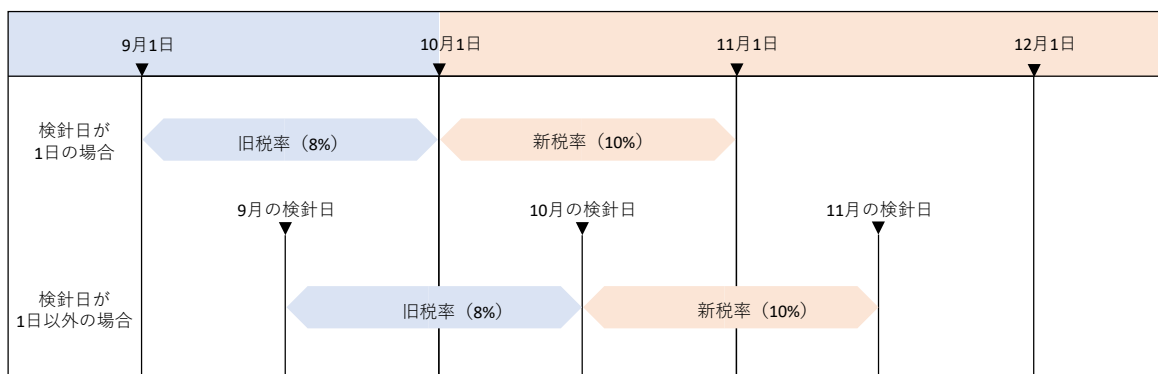 9月1日
10月1日
11月1日
12月1日
検針日が
1日の場合
旧税率（8%）
新税率（10%）
9月の検針日
10月の検針日
11月の検針日
検針日が
1日以外の場合
旧税率（8%）
新税率（10%）